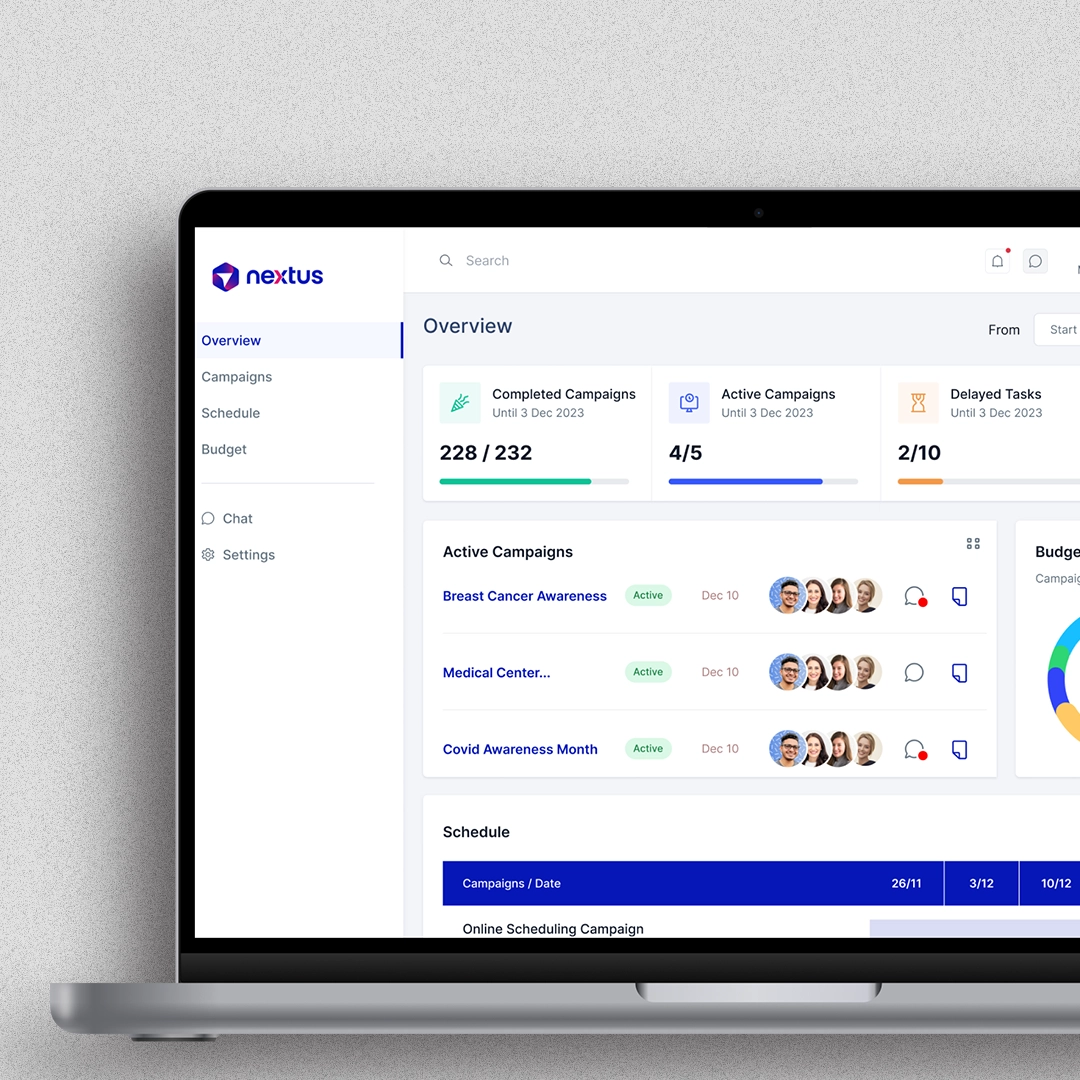 nextus
Search
Overview
Campaigns
Schedule
Budget
Chat
Settings
Overview
From
Start
Completed Campaigns
Until 3 Dec 2023
228 / 232
Active Campaigns
Until 3 Dec 2023
4/5
Delayed Tasks
Until 3 Dec 2023
2/10
Active Campaigns
Breast Cancer Awareness Active Dec 10
Medical Center... Active Dec 10
Covid Awareness Month Active Dec 10
Budge
Campaig
Schedule
Campaigns / Date 26/11 3/12 10/12
Online Scheduling Campaign